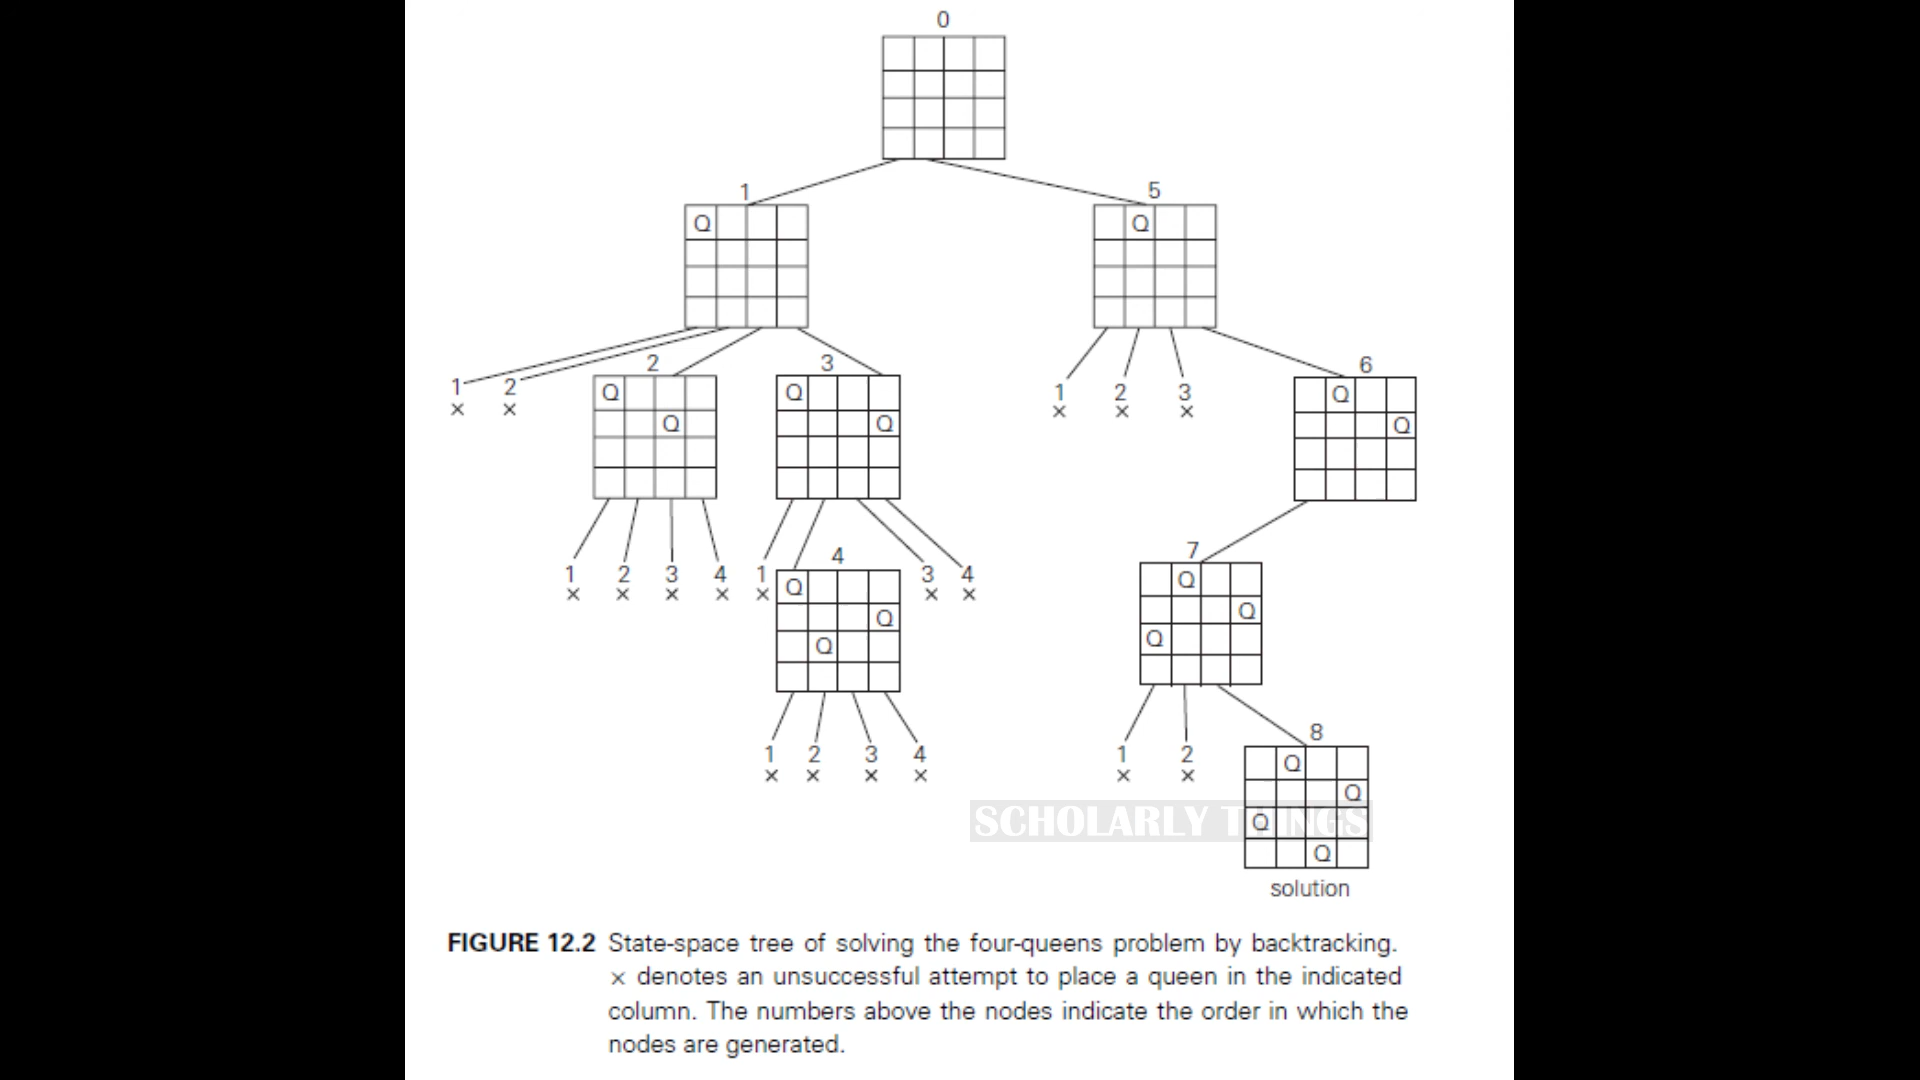 0
1
5
Q
Q
1
2
2
3
1
2
3
6
×
×
Q
Q
×
×
×
Q
Q
Q
Q
1
2
3
4
1
4
3
4
7
×
×
×
×
×
Q
×
×
Q
Q
Q
Q
Q
1
2
3
4
1
2
8
×
×
×
×
×
×
Q
Q
SCHOLARLY THINGS
Q
Q
solution
FIGURE 12.2 State-space tree of solving the four-queens problem by backtracking.
× denotes an unsuccessful attempt to place a queen in the indicated
column. The numbers above the nodes indicate the order in which the
nodes are generated.